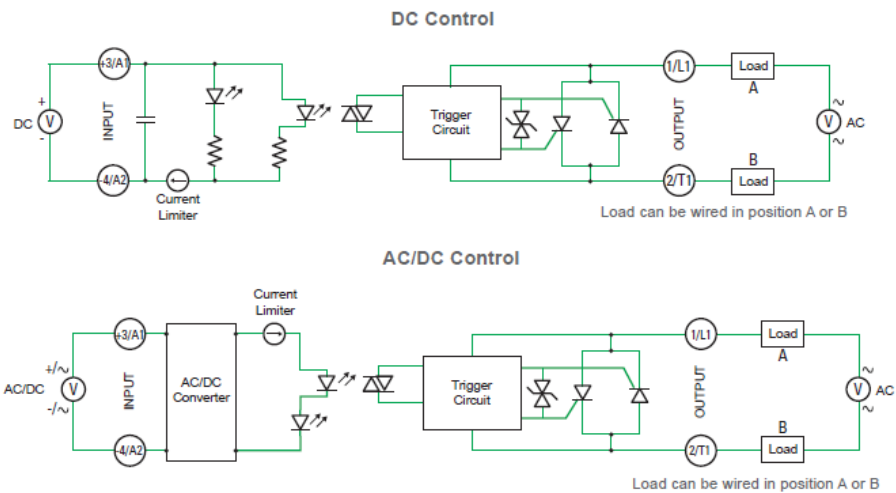 DC Control
+3/A1
1/L1
Load
A
+
DC
V
-
INPUT
Trigger
Circuit
OUTPUT
V
AC
~
~
B
-4/A2
Current
Limiter
2/T1
Load
Load can be wired in position A or B
AC/DC Control
Current
Limiter
+3/A1
1/L1
Load
A
+/~
AC/DC
V
-/~
INPUT
AC/DC
Converter
Trigger
Circuit
OUTPUT
V
AC
~
~
B
-4/A2
2/T1
Load
Load can be wired in position A or B